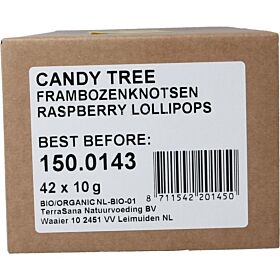 CANDY TREE
FRAMBOZENKNOTSEN
RASPBERRY LOLLIPOPS
BEST BEFORE:
150.0143
42 x 10 g
BIO/ORGANIC NL-BIO-01
TerraSana Natuurvoeding BV
Waaier 10 2451 VV Leimuiden NL
8 711542 201450